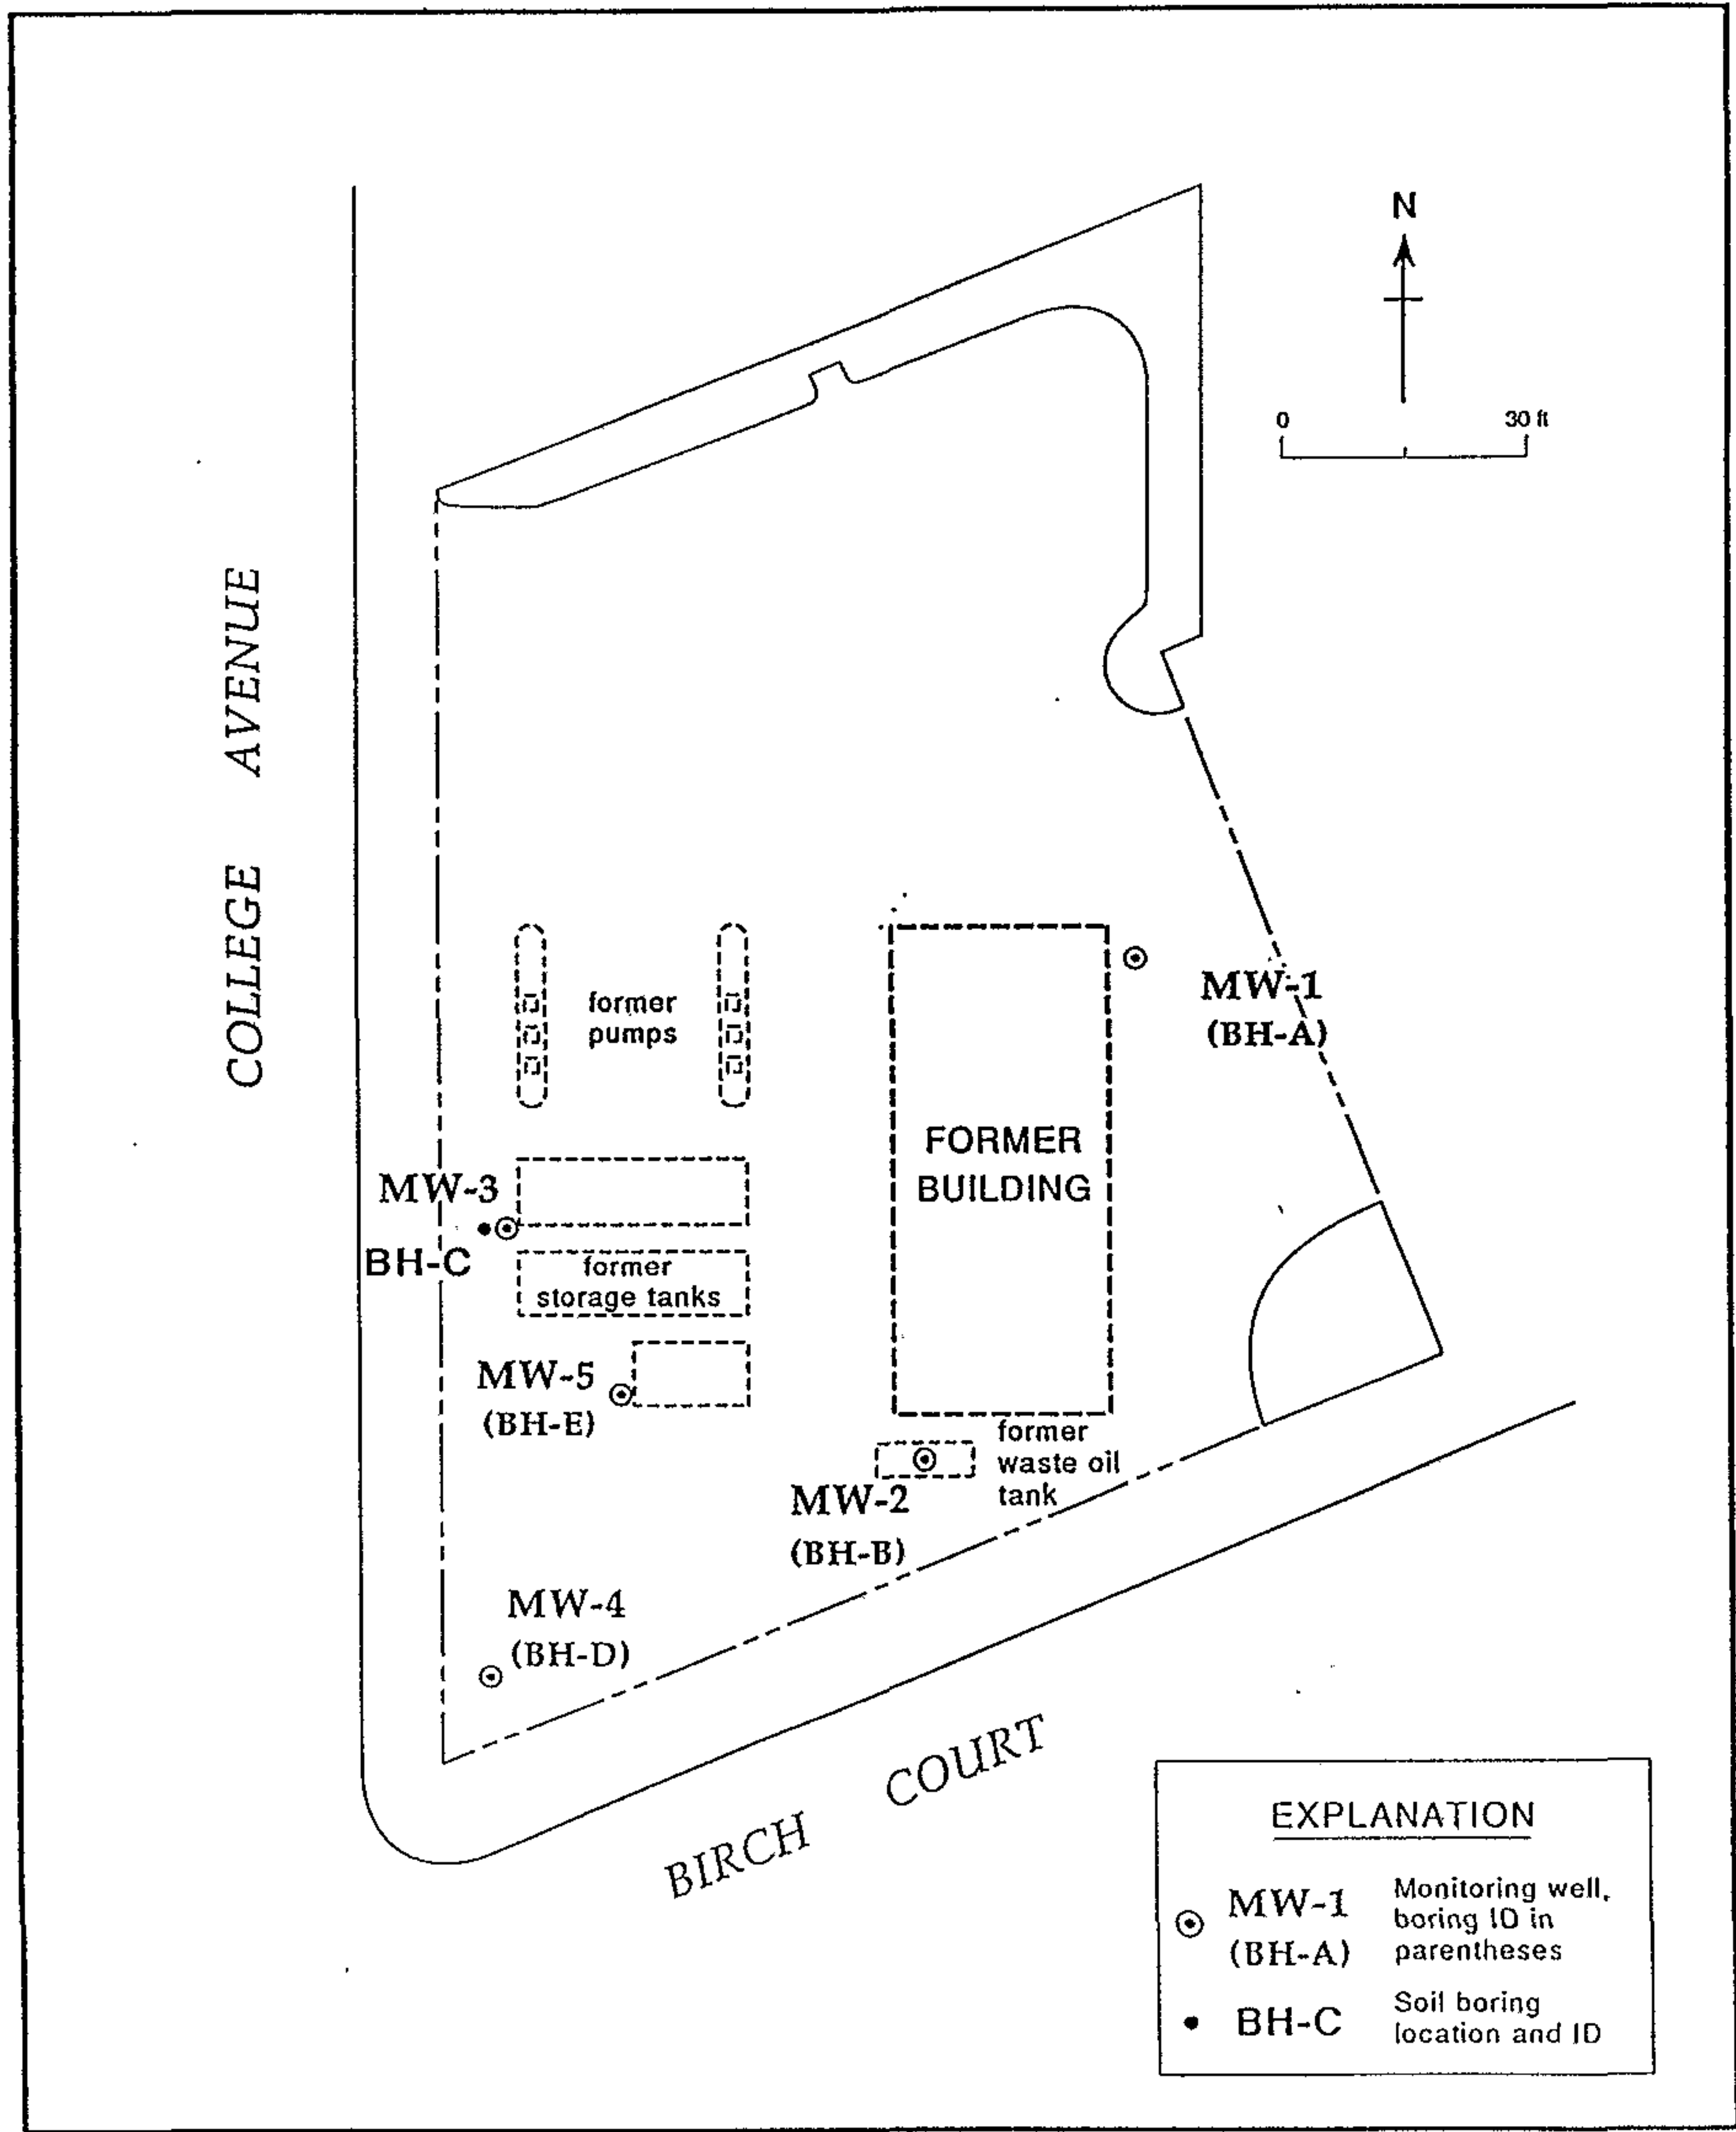 N
0 30 ft
COLLEGE AVENUE
former
pumps
MW-1
(BH-A)
FORMER
BUILDING
MW-3
BH-C
former
storage tanks
MW-5
(BH-E)
former
waste oil
tank
MW-2
(BH-B)
MW-4
(BH-D)
BIRCH COURT
EXPLANATION
MW-1
(BH-A)
Monitoring well,
boring ID in
parentheses
BH-C
Soil boring
location and ID